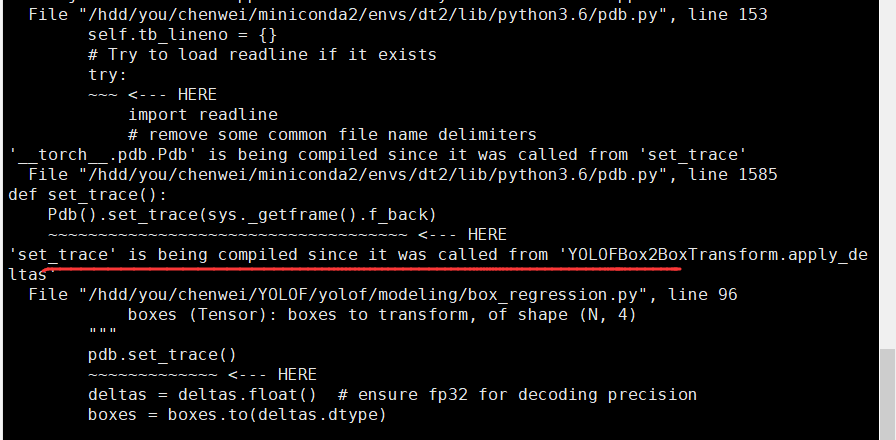 File "/hdd/you/chenwei/miniconda2/envs/dt2/lib/python3.6/pdb.py", line 153
self.tb_lineno = {}
# Try to load readline if it exists
try:
~~~ <--- HERE
import readline
# remove some common file name delimiters
'__torch__.pdb.Pdb' is being compiled since it was called from 'set_trace'
File "/hdd/you/chenwei/miniconda2/envs/dt2/lib/python3.6/pdb.py", line 1585
def set_trace():
Pdb().set_trace(sys._getframe().f_back)
~~~~~~~~~~~~~~~~~~~~~~~~~~~~~~~~~~~~ <--- HERE
'set_trace' is being compiled since it was called from 'YOLOFBox2BoxTransform.apply_de
ltas'
File "/hdd/you/chenwei/YOLOF/yolof/modeling/box_regression.py", line 96
boxes (Tensor): boxes to transform, of shape (N, 4)
"""
pdb.set_trace()
~~~~~~~~~~~~~ <--- HERE
deltas = deltas.float()  # ensure fp32 for decoding precision
boxes = boxes.to(deltas.dtype)